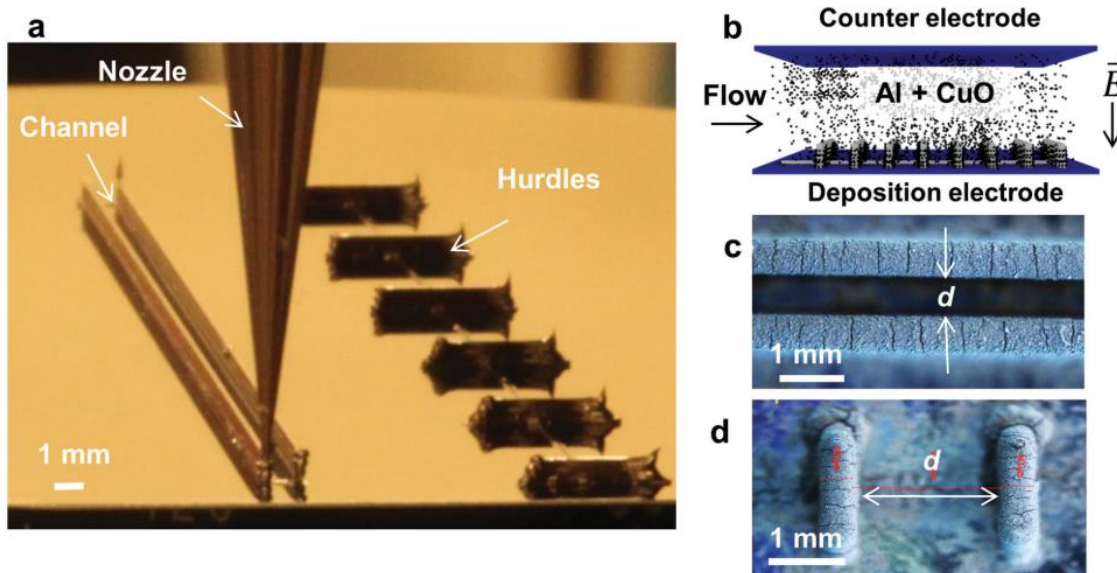 a
Nozzle
Channel
Hurdles
1 mm
b
Counter electrode
Flow
Al + CuO
E
Deposition electrode
c
d
1 mm
d
d
1 mm